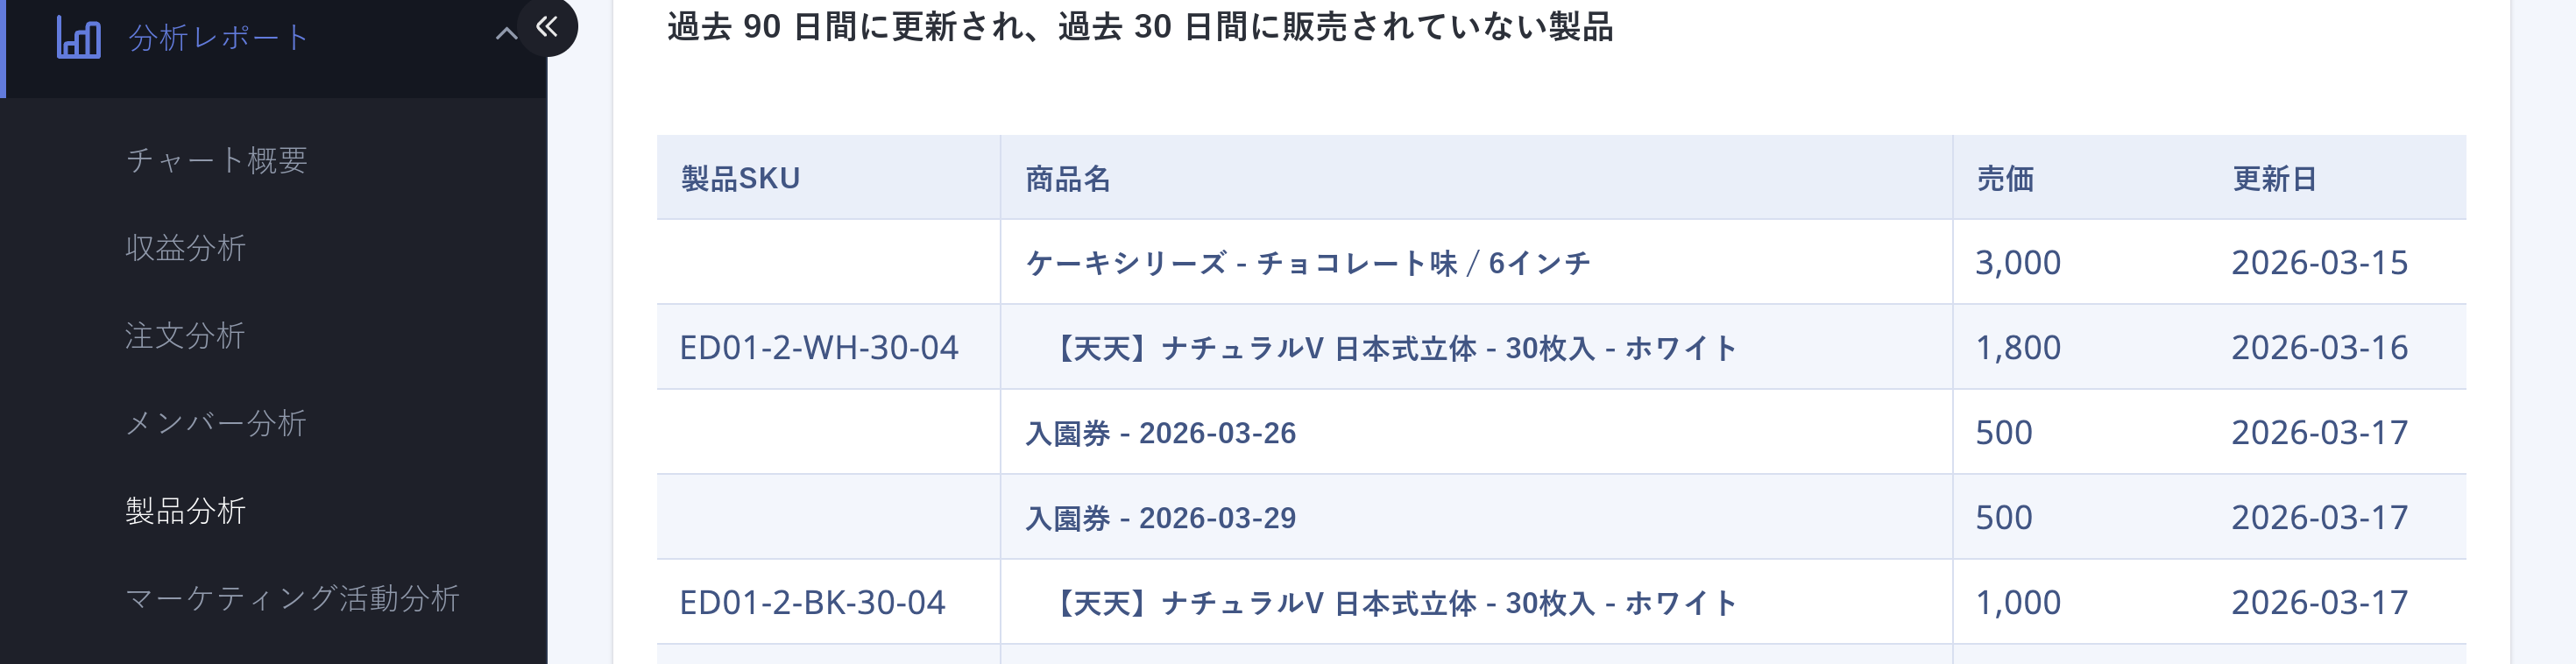 分析レポート
チャート概要
収益分析
注文分析
メンバー分析
製品分析
マーケティング活動分析
過去 90 日間に更新され、過去 30 日間に販売されていない製品
製品SKU 商品名 売価 更新日
ケーキシリーズ - チョコレート味 / 6インチ 3,000 2026-03-15
ED01-2-WH-30-04 【天天】ナチュラルV 日本式立体 - 30枚入 - ホワイト 1,800 2026-03-16
入園券 - 2026-03-26 500 2026-03-17
入園券 - 2026-03-29 500 2026-03-17
ED01-2-BK-30-04 【天天】ナチュラルV 日本式立体 - 30枚入 - ホワイト 1,000 2026-03-17